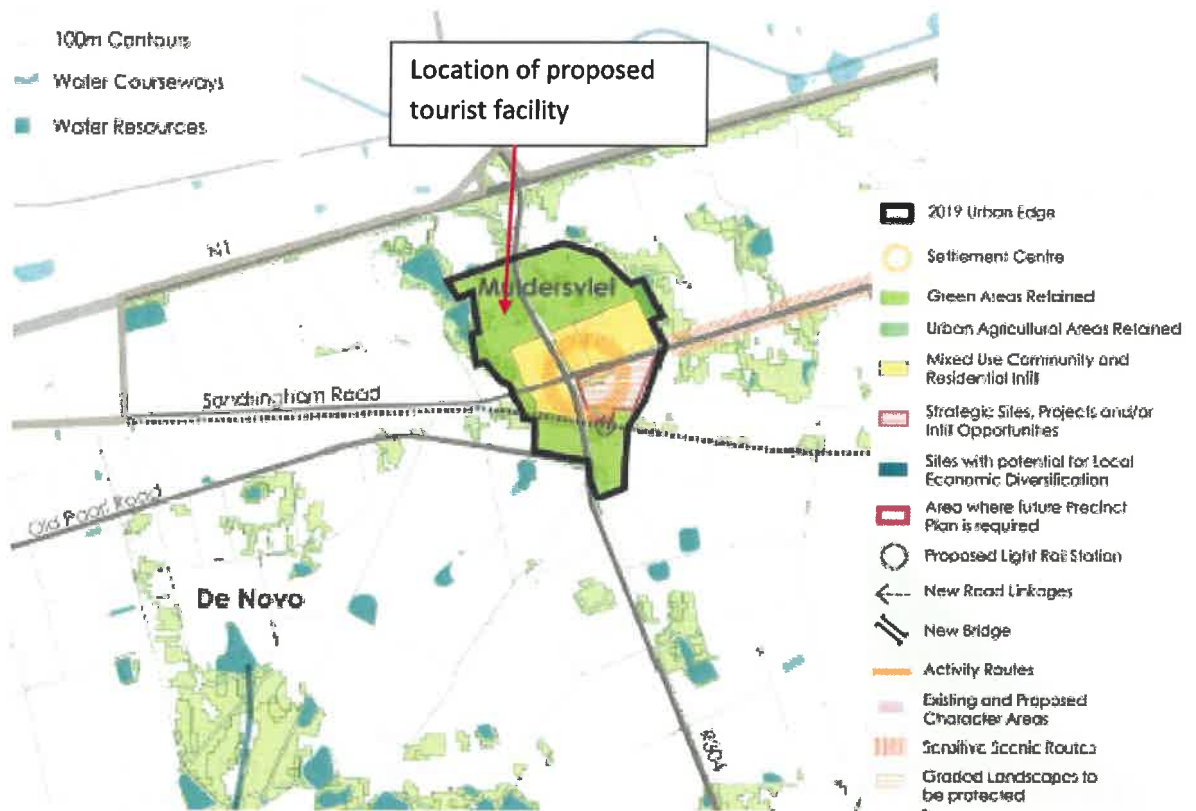 100m Contours
Water Courseways
Water Resources
Location of proposed
tourist facility
N1
Muldersvlei
Sandringham Road
Old Paarl Road
De Novo
R304
2019 Urban Edge
Settlement Centre
Green Areas Retained
Urban Agricultural Areas Retained
Mixed Use Community and
Residential Infill
Strategic Sites, Projects and/or
Infill Opportunities
Sites with potential for Local
Economic Diversification
Area where future Precinct
Plan is required
Proposed Light Rail Station
New Road Linkages
New Bridge
Activity Routes
Existing and Proposed
Character Areas
Sensitive Scenic Routes
Graded Landscapes to
be protected